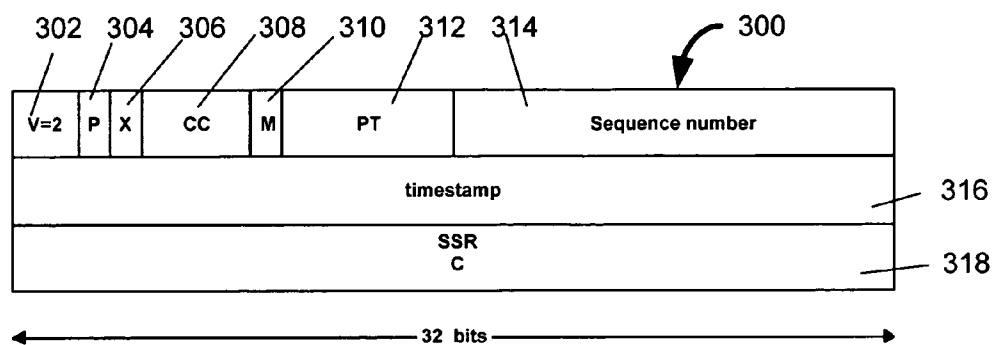 302 304 306 308 310 312 314 300
V=2 P X CC M PT Sequence number
timestamp
316
SSR
C
318
32 bits